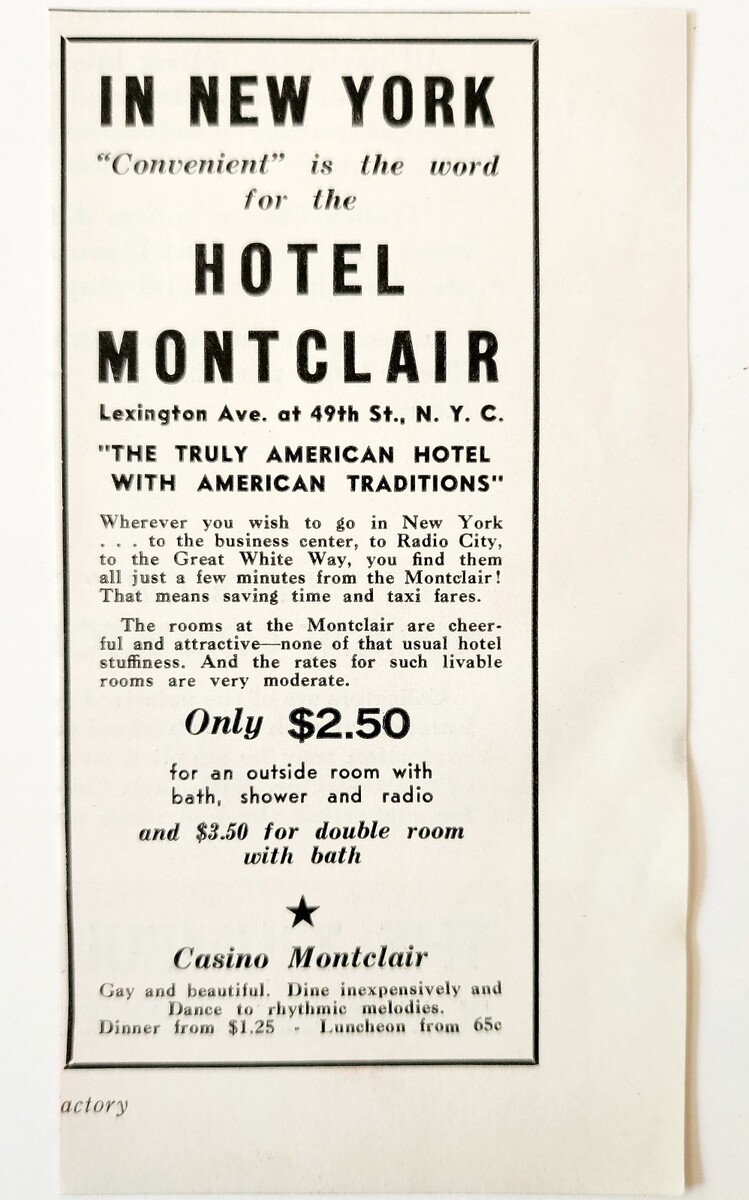 IN NEW YORK
"Convenient" is the word
for the
HOTEL
MONTCLAIR
Lexington Ave. at 49th St., N. Y. C.
"THE TRULY AMERICAN HOTEL
WITH AMERICAN TRADITIONS"
Wherever you wish to go in New York
. . . to the business center, to Radio City,
to the Great White Way, you find them
all just a few minutes from the Montclair!
That means saving time and taxi fares.
The rooms at the Montclair are cheer-
ful and attractive—none of that usual hotel
stuffiness. And the rates for such livable
rooms are very moderate.
Only $2.50
for an outside room with
bath, shower and radio
and $3.50 for double room
with bath
★
Casino Montclair
Gay and beautiful. Dine inexpensively and
Dance to rhythmic melodies.
Dinner from $1.25 - Luncheon from 65c
actory